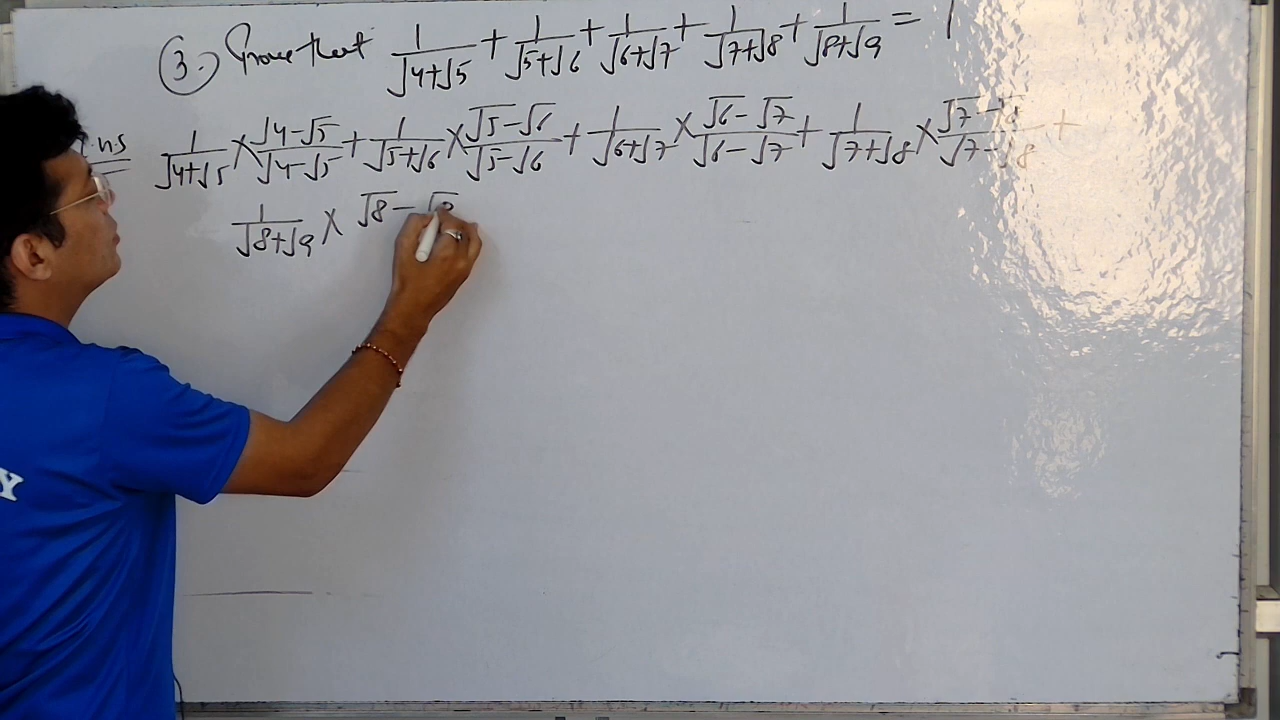 3. Prove that 1/(√4+√5) + 1/(√5+√6) + 1/(√6+√7) + 1/(√7+√8) + 1/(√8+√9) = 1
1/(√4+√5) × (√4-√5)/(√4-√5) + 1/(√5+√6) × (√5-√6)/(√5-√6) + 1/(√6+√7) × (√6-√7)/(√6-√7) + 1/(√7+√8) × (√7-√8)/(√7-√8) +
1/(√8+√9) × √8-
Y